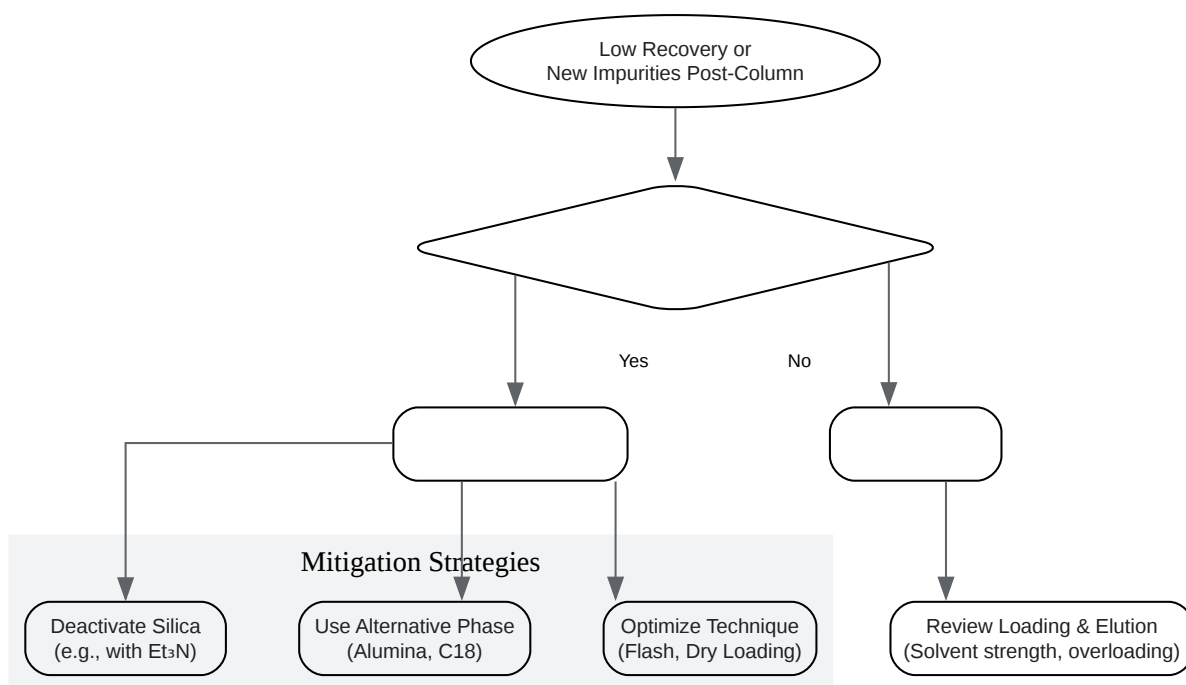 Low Recovery or
New Impurities Post-Column
Yes
No
Mitigation Strategies
Deactivate Silica
(e.g., with Et₃N)
Use Alternative Phase
(Alumina, C18)
Optimize Technique
(Flash, Dry Loading)
Review Loading & Elution
(Solvent strength, overloading)